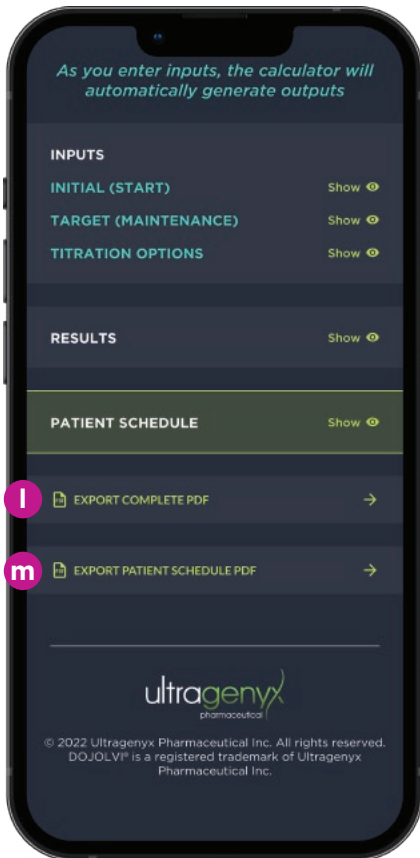 As you enter inputs, the calculator will
automatically generate outputs
INPUTS
INITIAL (START) Show
TARGET (MAINTENANCE) Show
TITRATION OPTIONS Show
RESULTS Show
PATIENT SCHEDULE Show
l PDF EXPORT COMPLETE PDF
m PDF EXPORT PATIENT SCHEDULE PDF
ultragenyx
pharmaceutical
© 2022 Ultragenyx Pharmaceutical Inc. All rights reserved.
DOJOLVI® is a registered trademark of Ultragenyx
Pharmaceutical Inc.